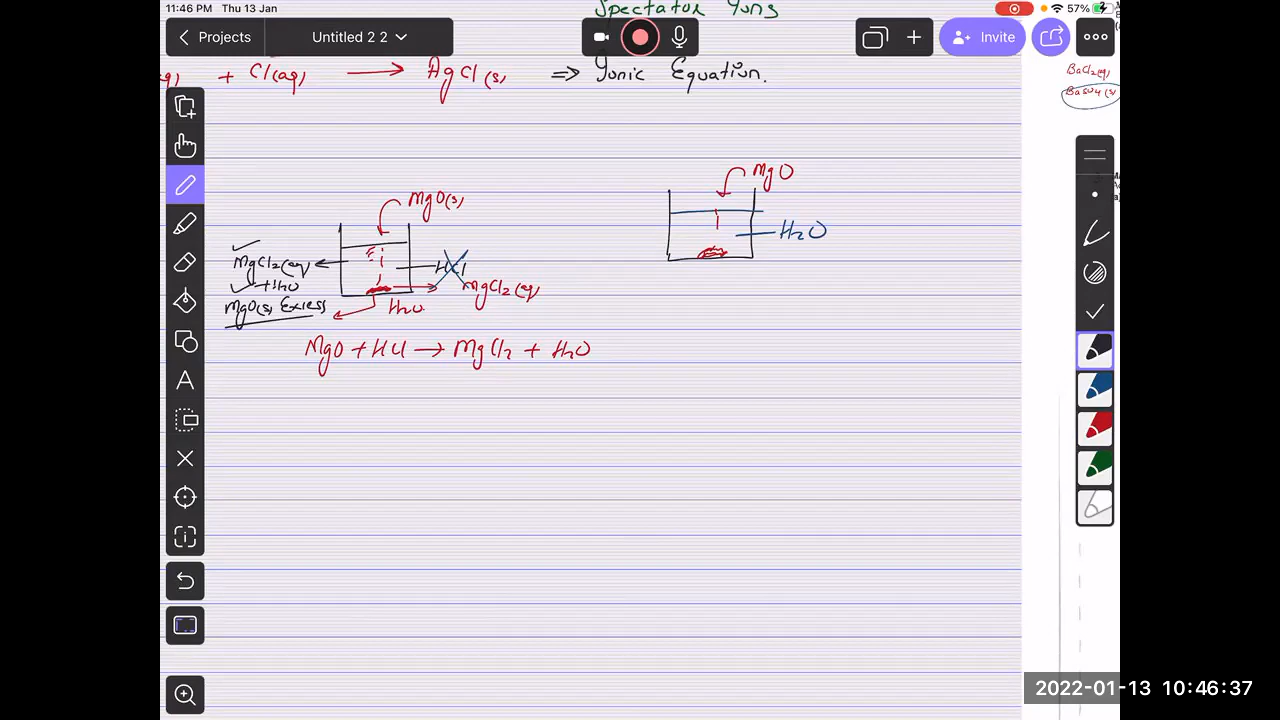 11:46 PM Thu 13 Jan
57%
Spectator Yons
Projects
Untitled 2 2
Invite
+ Cl(aq) → AgCl(s) ⇒ Yonic Equation.
BaCl2(aq)
BaSO4(s)
MgO
MgO(s)
H2O
MgCl2(aq)
HCl
+H2O
MgCl2(aq)
MgO(s) Excess
H2O
MgO + HCl → MgCl2 + H2O
A
2022-01-13 10:46:37